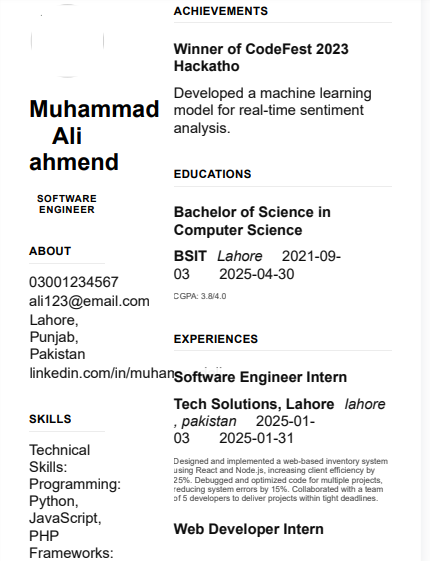 Muhammad
Ali
ahmend
SOFTWARE
ENGINEER
ABOUT
03001234567
ali123@email.com
Lahore,
Punjab,
Pakistan
linkedin.com/in/muhan
SKILLS
Technical
Skills:
Programming:
Python,
JavaScript,
PHP
Frameworks:
ACHIEVEMENTS
Winner of CodeFest 2023
Hackatho
Developed a machine learning
model for real-time sentiment
analysis.
EDUCATIONS
Bachelor of Science in
Computer Science
BSIT Lahore 2021-09-
03 2025-04-30
CGPA: 3.8/4.0
EXPERIENCES
Software Engineer Intern
Tech Solutions, Lahore lahore
, pakistan 2025-01-
03 2025-01-31
Designed and implemented a web-based inventory system
using React and Node.js, increasing client efficiency by
25%. Debugged and optimized code for multiple projects,
reducing system errors by 15%. Collaborated with a team
of 5 developers to deliver projects within tight deadlines.
Web Developer Intern